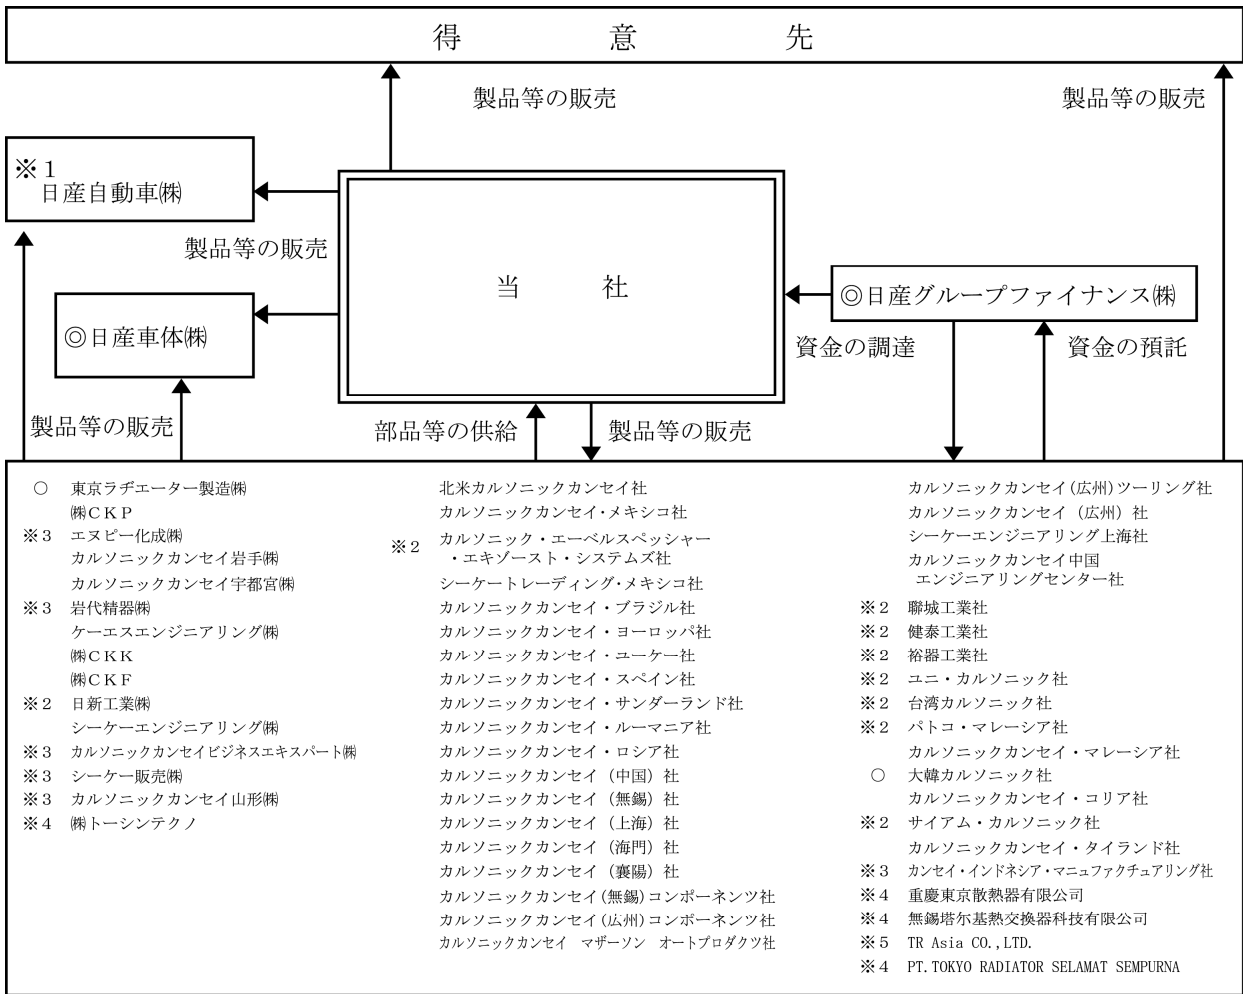 得 意 先
製品等の販売
製品等の販売
※1
日産自動車㈱
製品等の販売
当 社
◎日産グループファイナンス㈱
◎日産車体㈱
資金の調達
資金の預託
製品等の販売
部品等の供給
製品等の販売
○ 東京ラヂエーター製造㈱
㈱CKP
※3 エヌピー化成㈱
カルソニックカンセイ岩手㈱
カルソニックカンセイ宇都宮㈱
※3 岩代精器㈱
ケーエスエンジニアリング㈱
㈱CKK
㈱CKF
※2 日新工業㈱
シーケーエンジニアリング㈱
※3 カルソニックカンセイビジネスエキスパート㈱
※3 シーケー販売㈱
※3 カルソニックカンセイ山形㈱
※4 ㈱トーシンテクノ
北米カルソニックカンセイ社
カルソニックカンセイ・メキシコ社
※2 カルソニック・エーベルスペッシャー
・エキゾースト・システムズ社
シーケートレーディング・メキシコ社
カルソニックカンセイ・ブラジル社
カルソニックカンセイ・ヨーロッパ社
カルソニックカンセイ・ユーケー社
カルソニックカンセイ・スペイン社
カルソニックカンセイ・サンダーランド社
カルソニックカンセイ・ルーマニア社
カルソニックカンセイ・ロシア社
カルソニックカンセイ（中国）社
カルソニックカンセイ（無錫）社
カルソニックカンセイ（上海）社
カルソニックカンセイ（海門）社
カルソニックカンセイ（襄陽）社
カルソニックカンセイ(無錫)コンポーネンツ社
カルソニックカンセイ(広州)コンポーネンツ社
カルソニックカンセイ マザーソン オートプロダクツ社
カルソニックカンセイ(広州)ツーリング社
カルソニックカンセイ（広州）社
シーケーエンジニアリング上海社
カルソニックカンセイ中国
エンジニアリングセンター社
※2 聯城工業社
※2 健泰工業社
※2 裕器工業社
※2 ユニ・カルソニック社
※2 台湾カルソニック社
※2 パトコ・マレーシア社
カルソニックカンセイ・マレーシア社
○ 大韓カルソニック社
カルソニックカンセイ・コリア社
※2 サイアム・カルソニック社
カルソニックカンセイ・タイランド社
※3 カンセイ・インドネシア・マニュファクチュアリング社
※4 重慶東京散熱器有限公司
※4 無錫塔尓基熱交換器科技有限公司
※5 TR Asia CO.,LTD.
※4 PT.TOKYO RADIATOR SELAMAT SEMPURNA